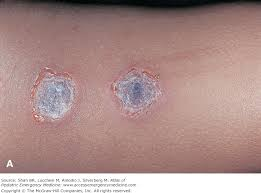 A
Source: Shah BR, Lucchesi M, Amodio J, Silverberg M: Atlas of
Pediatric Emergency Medicine: www.accessemergencymedicine.com
Copyright © The McGraw-Hill Companies, Inc. All rights reserved.